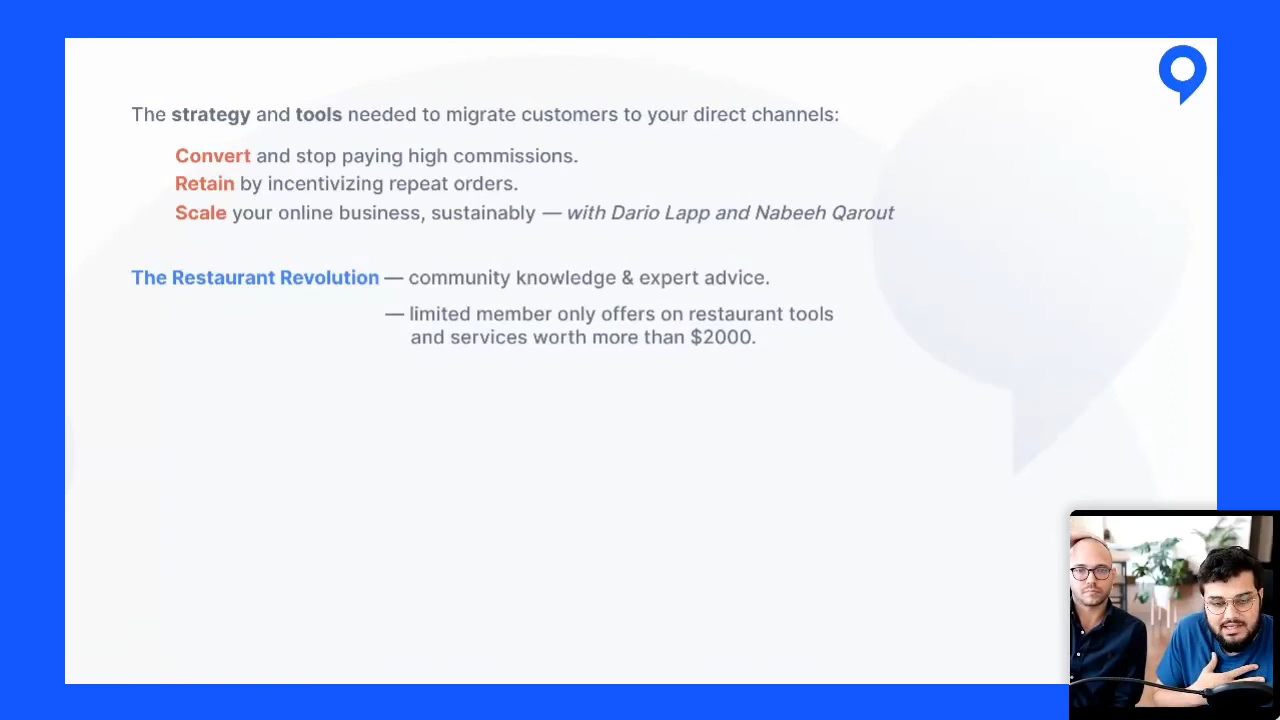 The strategy and tools needed to migrate customers to your direct channels:
Convert and stop paying high commissions.
Retain by incentivizing repeat orders.
Scale your online business, sustainably — with Dario Lapp and Nabeeh Qarout
The Restaurant Revolution — community knowledge & expert advice.
— limited member only offers on restaurant tools
and services worth more than $2000.